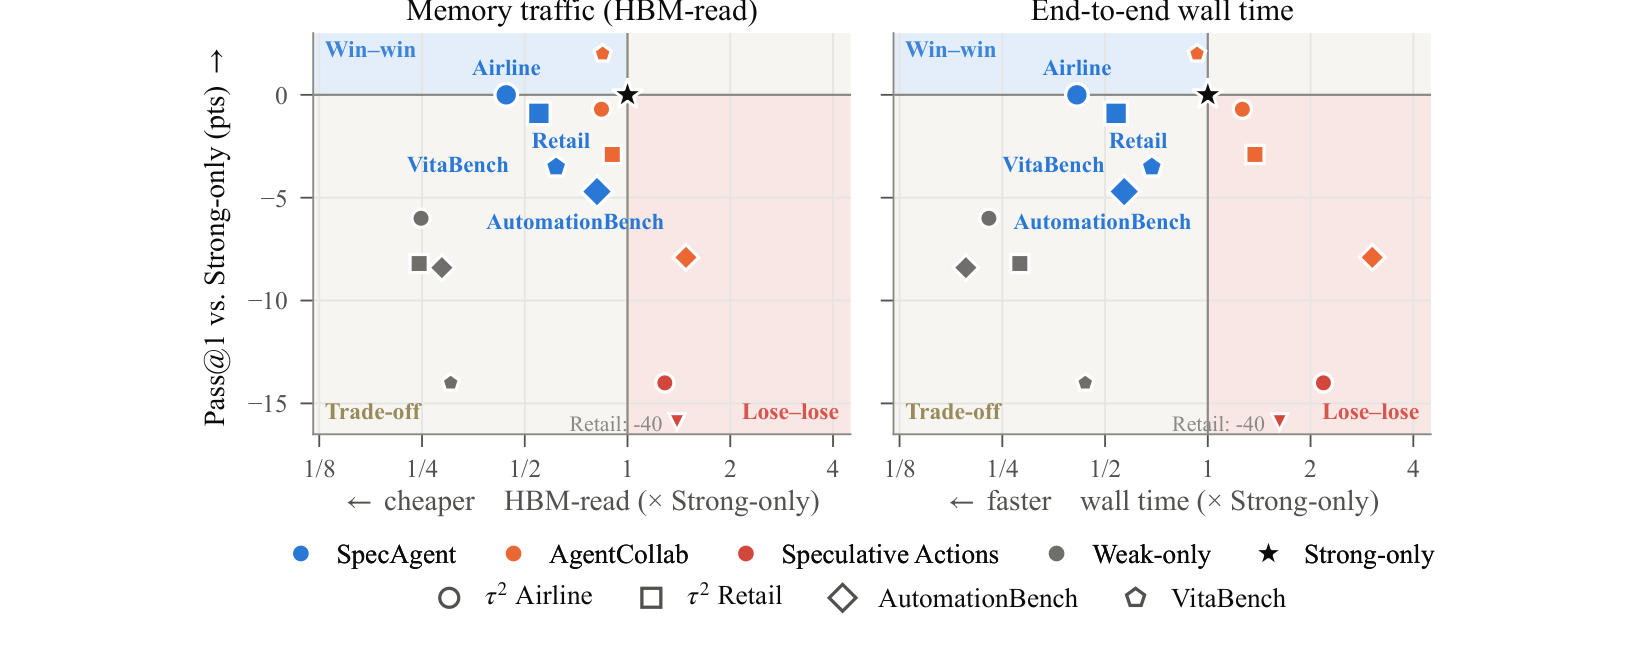 Memory traffic (HBM-read)
End-to-end wall time
Pass@1 vs. Strong-only (pts) →
0
−5
−10
−15
Win–win
Airline
Retail
VitaBench
AutomationBench
Trade-off
Retail: -40
Lose–lose
1/8
1/4
1/2
1
2
4
← cheaper HBM-read (× Strong-only)
Win–win
Airline
Retail
VitaBench
AutomationBench
Trade-off
Retail: -40
Lose–lose
1/8
1/4
1/2
1
2
4
← faster wall time (× Strong-only)
SpecAgent AgentCollab Speculative Actions Weak-only Strong-only
τ² Airline τ² Retail AutomationBench VitaBench